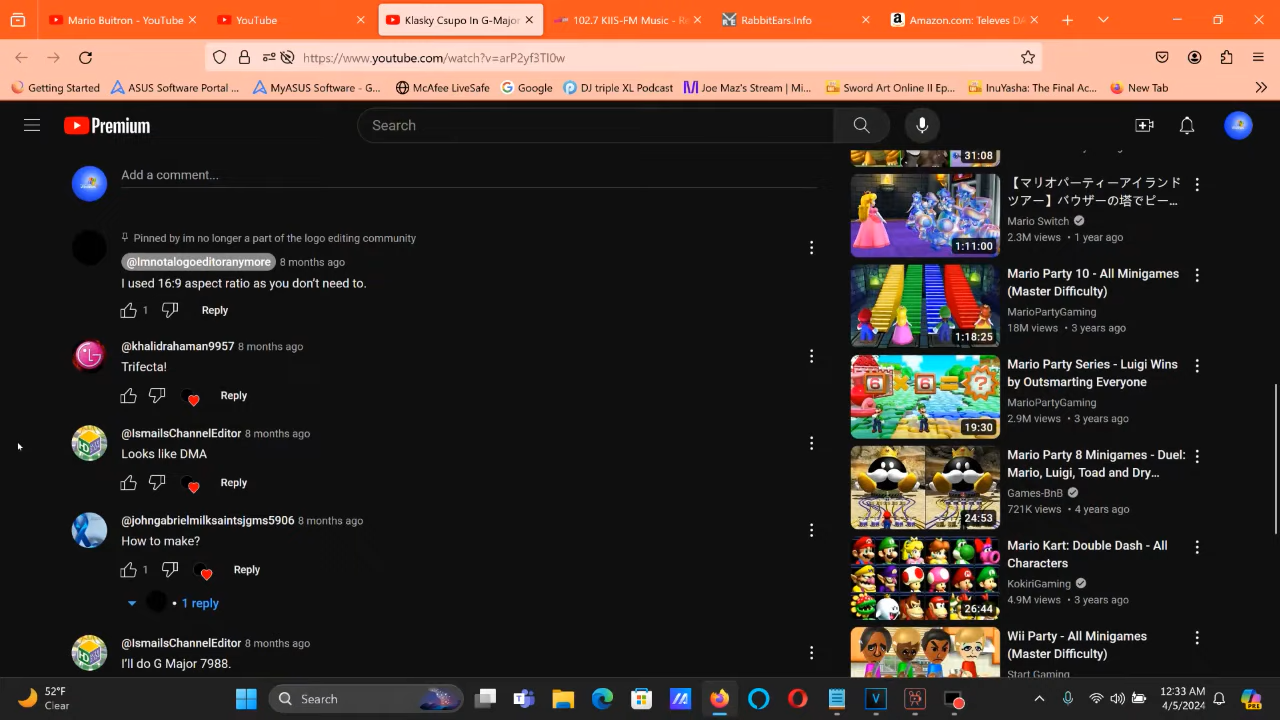 Mario Buitron - YouTube
YouTube
Klasky Csupo In G-Major
102.7 KIIS-FM Music - Re
RabbitEars.Info
Amazon.com: Televes DA
https://www.youtube.com/watch?v=arP2yf3TI0w
Getting Started
ASUS Software Portal ...
MyASUS Software - G...
McAfee LiveSafe
Google
DJ triple XL Podcast
Joe Maz's Stream | Mi...
Sword Art Online II Ep...
InuYasha: The Final Ac...
New Tab
Premium
Search
Add a comment...
Pinned by im no longer a part of the logo editing community
@Imnotalogoeditoranymore 8 months ago
I used 16:9 aspect ratio, as you don't need to.
1 Reply
@khalidrahaman9957 8 months ago
Trifecta!
Reply
@IsmailsChannelEditor 8 months ago
Looks like DMA
Reply
@johngabrielmilksaintsjgms5906 8 months ago
How to make?
1 Reply
• 1 reply
@IsmailsChannelEditor 8 months ago
I'll do G Major 7988.
31:08
【マリオパーティーアイランド
ツアー】バウザーの塔でピー...
Mario Switch
2.3M views • 1 year ago
1:11:00
Mario Party 10 - All Minigames
(Master Difficulty)
MarioPartyGaming
18M views • 3 years ago
1:18:25
Mario Party Series - Luigi Wins
by Outsmarting Everyone
MarioPartyGaming
2.9M views • 3 years ago
6 x 6 = ?
19:30
Mario Party 8 Minigames - Duel:
Mario, Luigi, Toad and Dry...
Games-BnB
721K views • 4 years ago
24:53
Mario Kart: Double Dash - All
Characters
KokiriGaming
4.9M views • 3 years ago
26:44
Wii Party - All Minigames
(Master Difficulty)
Start Gaming
52°F
Clear
Search
12:33 AM
4/5/2024